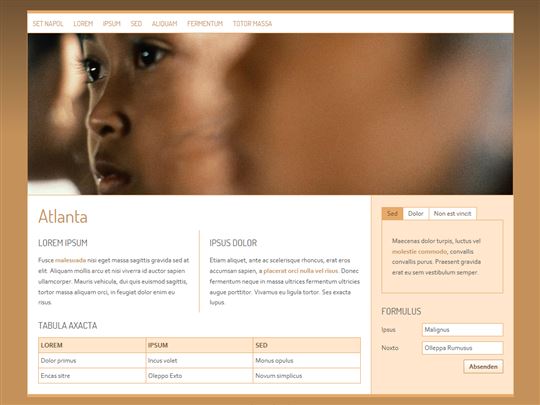 SET NAPOL LOREM IPSUM SED ALIQUAM FERMENTUM TOTOR MASSA
Atlanta
LOREM IPSUM
Fusce malesuada nisi eget massa sagittis gravida sed at
elit. Aliquam mollis arcu et nisi viverra id auctor sapien
ullamcorper. Mauris vehicula, dui quis euismod sagittis,
tortor massa aliquam orci, in feugiat dolor enim eu
risus.
IPSUS DOLOR
Etiam aliquet, ante ac scelerisque rhoncus, erat eros
accumsan sapien, a placerat orci nulla vel risus. Donec
fermentum neque in massa ultrices fermentum ultricies
augue porttitor. Vivamus eu ligula tortor. Ses exacta
lupus.
TABULA AXACTA
LOREM IPSUM SED
Dolor primus Incus volet Monus opulus
Encas sitre Oleppo Exto Novum simplicus
Sed Dolor Non est vincit
Maecenas dolor turpis, luctus vel
molestie commodo, convallis
convallis purus. Praesent gravida
erat eu sem vestibulum semper.
FORMULUS
Ipsus Malignus
Noxto Olleppa Rumusus
Absenden